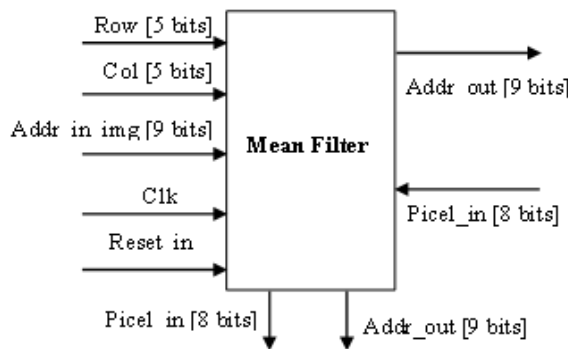 Row [5 bits]
Col [5 bits]
Addr in img [9 bits]
Clk
Reset in
Mean Filter
Addr out [9 bits]
Picel_in [8 bits]
Picel in [8 bits]
Addr_out [9 bits]